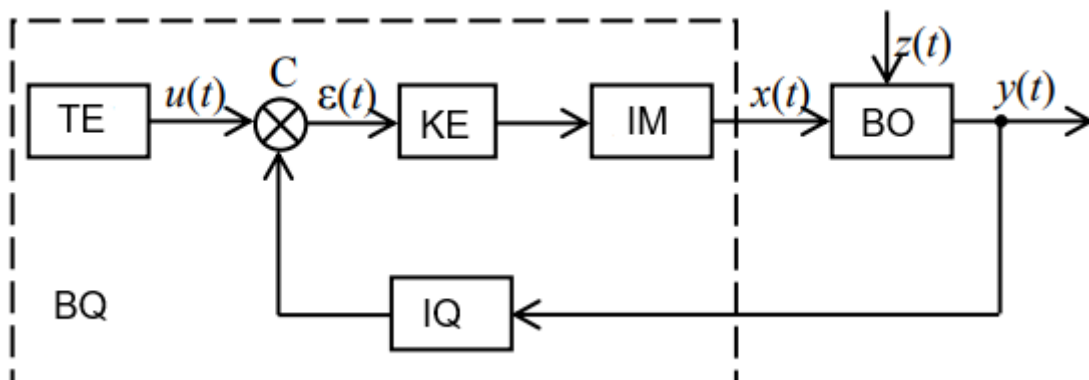 z(t)
C
TE
u(t)
ε(t)
KE
IM
x(t)
BO
y(t)
BQ
IQ